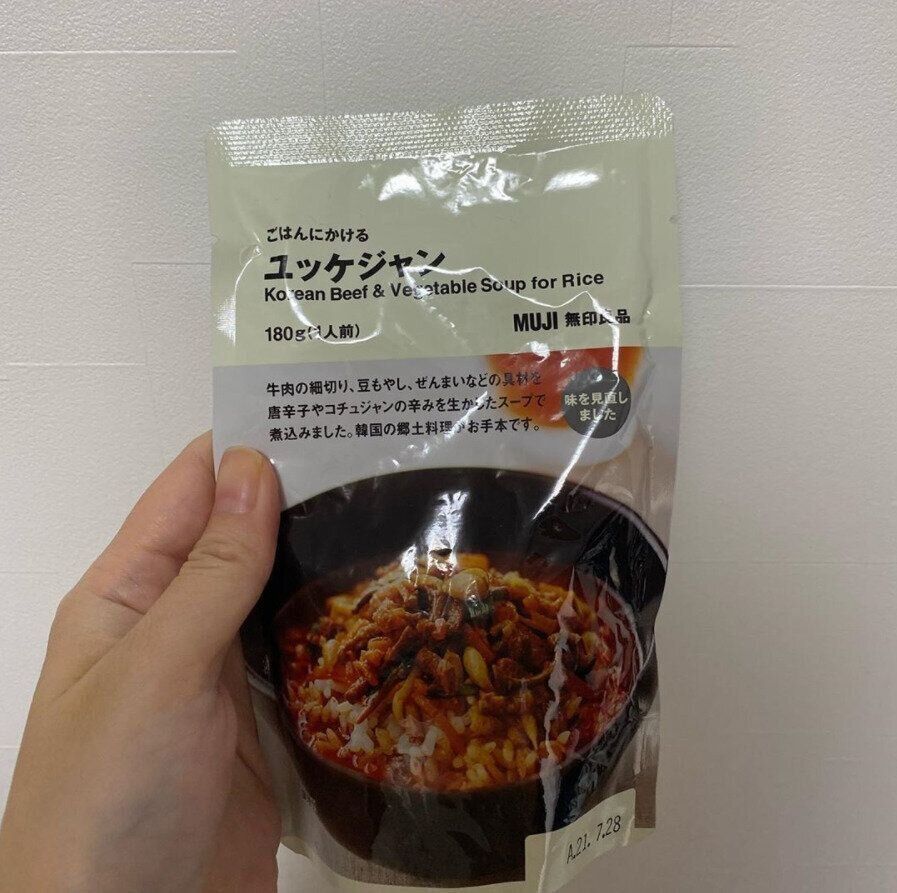 ごはんにかける
ユッケジャン
Korean Beef & Vegetable Soup for Rice
180g(1人前)
MUJI 無印良品
牛肉の細切り、豆もやし、ぜんまいなどの具材を
唐辛子やコチュジャンの辛みを生かしたスープで
煮込みました。韓国の郷土料理がお手本です。
味を見直し
ました
A.21. 7.28